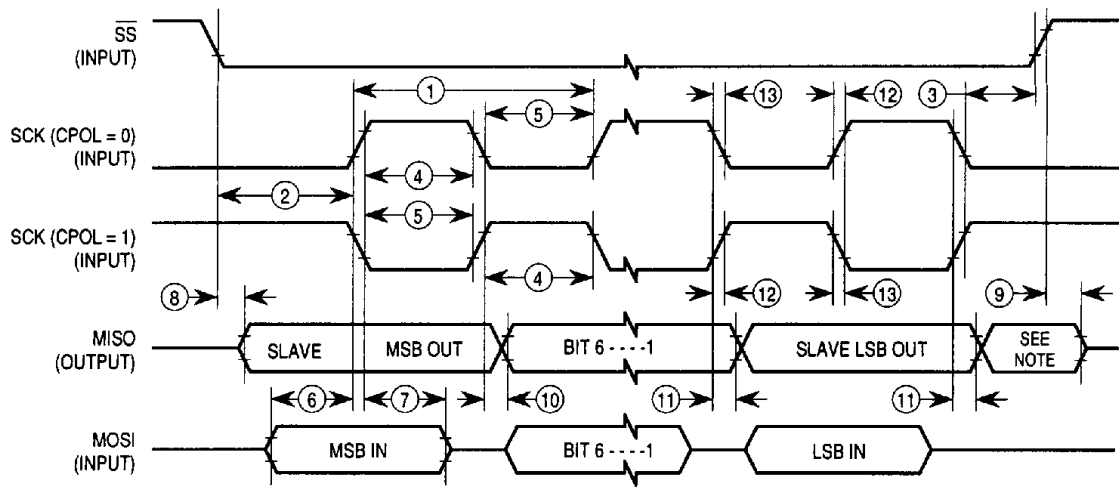 SS
(INPUT)
1
13
12
3
5
SCK (CPOL = 0)
(INPUT)
4
2
5
SCK (CPOL = 1)
(INPUT)
4
8
12
13
9
MISO
(OUTPUT)
SLAVE MSB OUT
BIT 6 - - - - 1
SLAVE LSB OUT
SEE
NOTE
6
7
10
11
11
MOSI
(INPUT)
MSB IN
BIT 6 - - - - 1
LSB IN